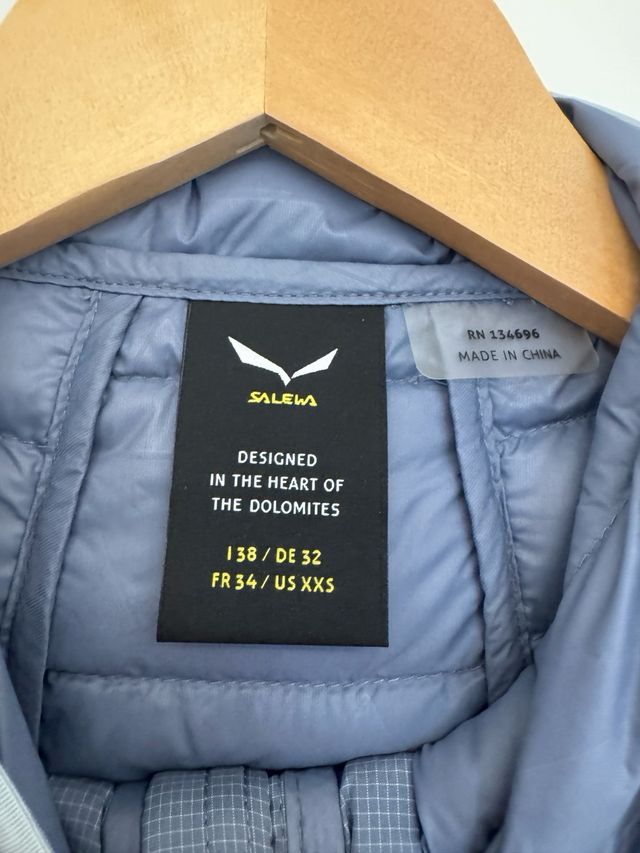 SALEWA
DESIGNED
IN THE HEART OF
THE DOLOMITES
I 38 / DE 32
FR 34 / US XXS
RN 134696
MADE IN CHINA